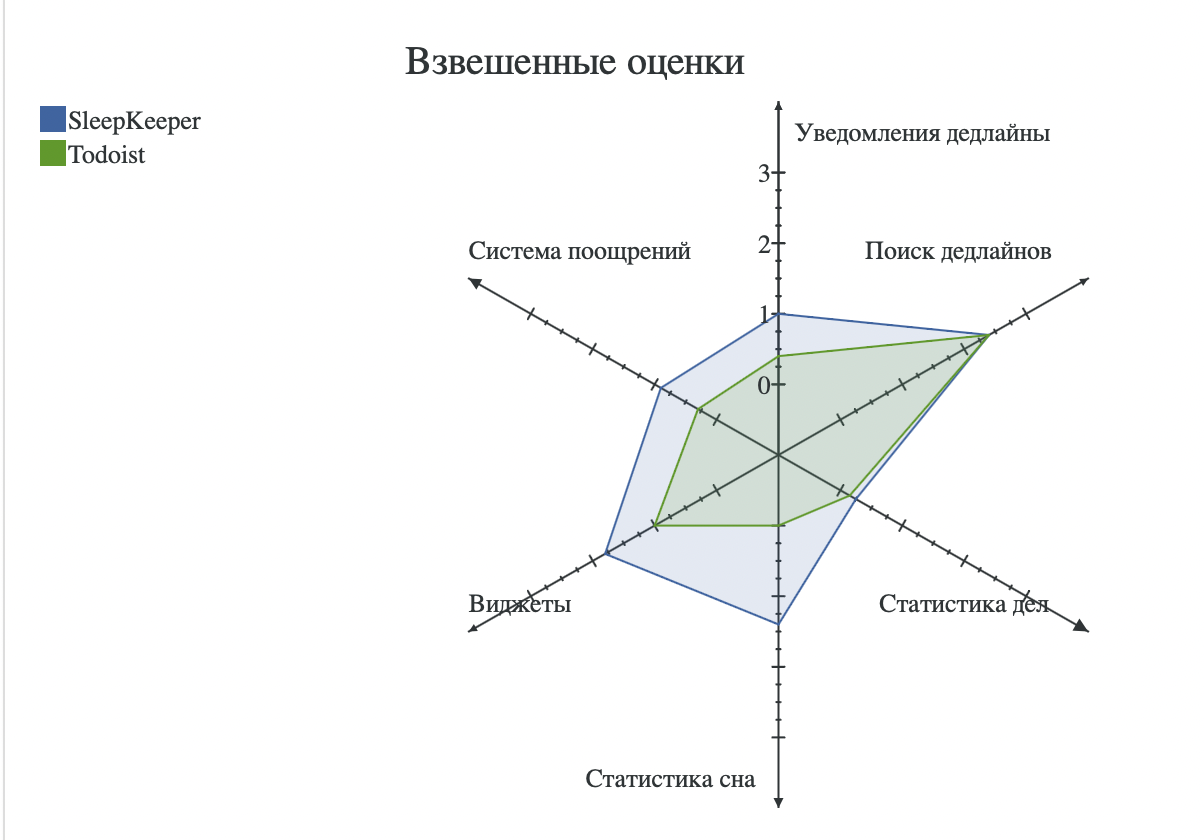 Взвешенные оценки
SleepKeeper
Todoist
Уведомления дедлайны
3
Система поощрений
2
Поиск дедлайнов
1
0
Виджеты
Статистика дел
Статистика сна